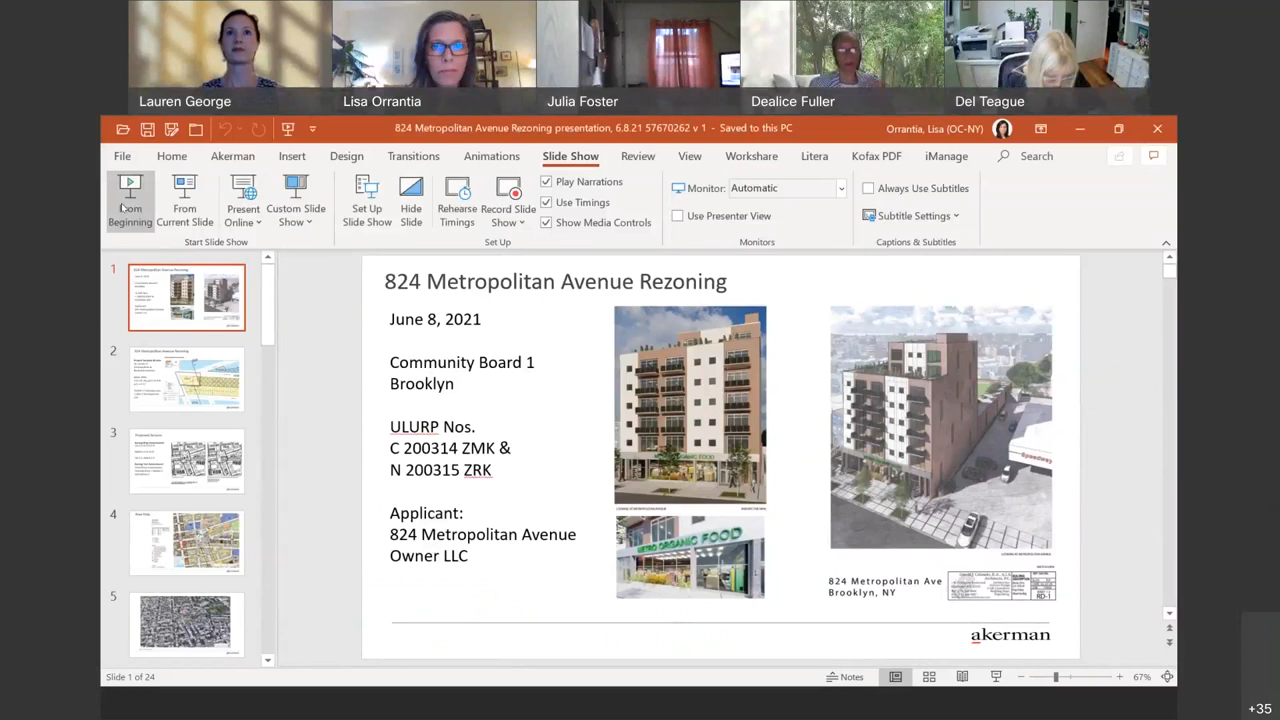 Lauren George
Lisa Orrantia
Julia Foster
Dealice Fuller
Del Teague
824 Metropolitan Avenue Rezoning presentation, 6.8.21 57670262 v 1 - Saved to this PC
Orrantia, Lisa (OC-NY)
File Home Akerman Insert Design Transitions Animations Slide Show Review View Workshare Litera Kofax PDF iManage Search
From Beginning
From Current Slide
Present Online
Custom Slide Show
Set Up Slide Show
Hide Slide
Rehearse Timings
Record Slide Show
Play Narrations
Use Timings
Show Media Controls
Monitor: Automatic
Use Presenter View
Always Use Subtitles
Subtitle Settings
Start Slide Show
Set Up
Monitors
Captions & Subtitles
1
2
3
4
5
824 Metropolitan Avenue Rezoning
June 8, 2021
Community Board 1
Brooklyn
ULURP Nos.
C 200314 ZMK &
N 200315 ZRK
Applicant:
824 Metropolitan Avenue
Owner LLC
METRO ORGANIC FOOD
Speedway
824 Metropolitan Ave
Brooklyn, NY
akerman
Slide 1 of 24
Notes
67%
+35